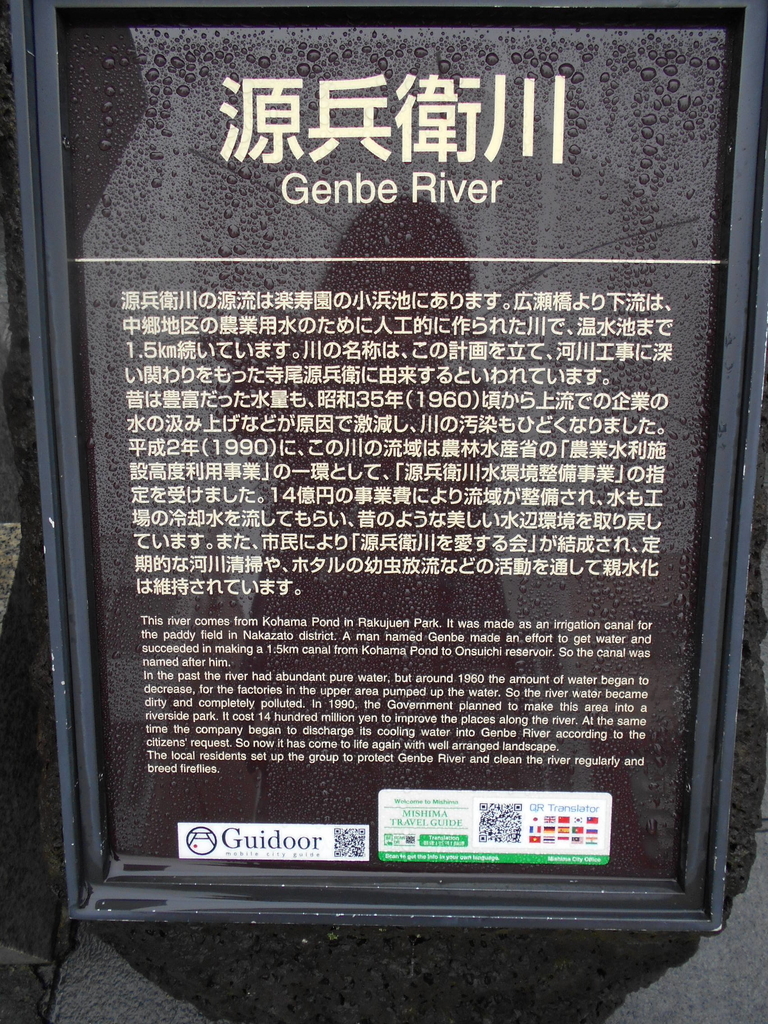 源兵衛川
Genbe River
源兵衛川の源流は楽寿園の小浜池にあります。広瀬橋より下流は、
中郷地区の農業用水のために人工的に作られた川で、温水池まで
1.5km続いています。川の名称は、この計画を立て、河川工事に深
い関わりをもった寺尾源兵衛に由来するといわれています。
昔は豊富だった水量も、昭和35年(1960)頃から上流での企業の
水の汲み上げなどが原因で激減し、川の汚染もひどくなりました。
平成2年(1990)に、この川の流域は農林水産省の「農業水利施
設高度利用事業」の一環として、「源兵衛川水環境整備事業」の指
定を受けました。14億円の事業費により流域が整備され、水も工
場の冷却水を流してもらい、昔のような美しい水辺環境を取り戻し
ています。また、市民により「源兵衛川を愛する会」が結成され、定
期的な河川清掃や、ホタルの幼虫放流などの活動を通して親水化
は維持されています。
This river comes from Kohama Pond in Rakujuen Park. It was made as an irrigation canal for
the paddy field in Nakazato district. A man named Genbe made an effort to get water and
succeeded in making a 1.5km canal from Kohama Pond to Onsuichi reservoir. So the canal was
named after him.
In the past the river had abundant pure water, but around 1960 the amount of water began to
decrease, for the factories in the upper area pumped up the water. So the river water became
dirty and completely polluted. In 1990, the Government planned to make this area into a
riverside park. It cost 14 hundred million yen to improve the places along the river. At the same
time the company began to discharge its cooling water into Genbe River according to the
citizens' request. So now it has come to life again with well arranged landscape.
The local residents set up the group to protect Genbe River and clean the river regularly and
breed fireflies.
Guidoor
mobile city guide
Welcome to Mishima
MISHIMA
TRAVEL GUIDE
Translation
QR Translator
Scan to get the info in your own language.
Mishima City Office